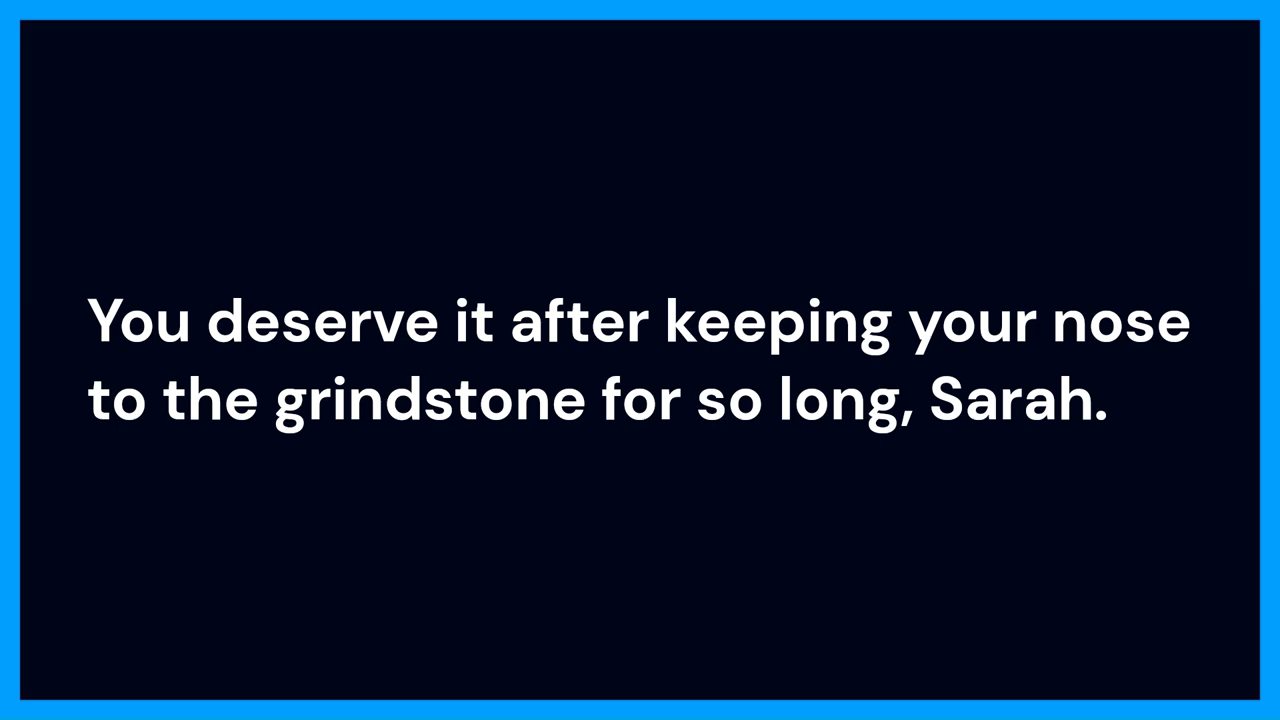 You deserve it after keeping your nose
to the grindstone for so long, Sarah.